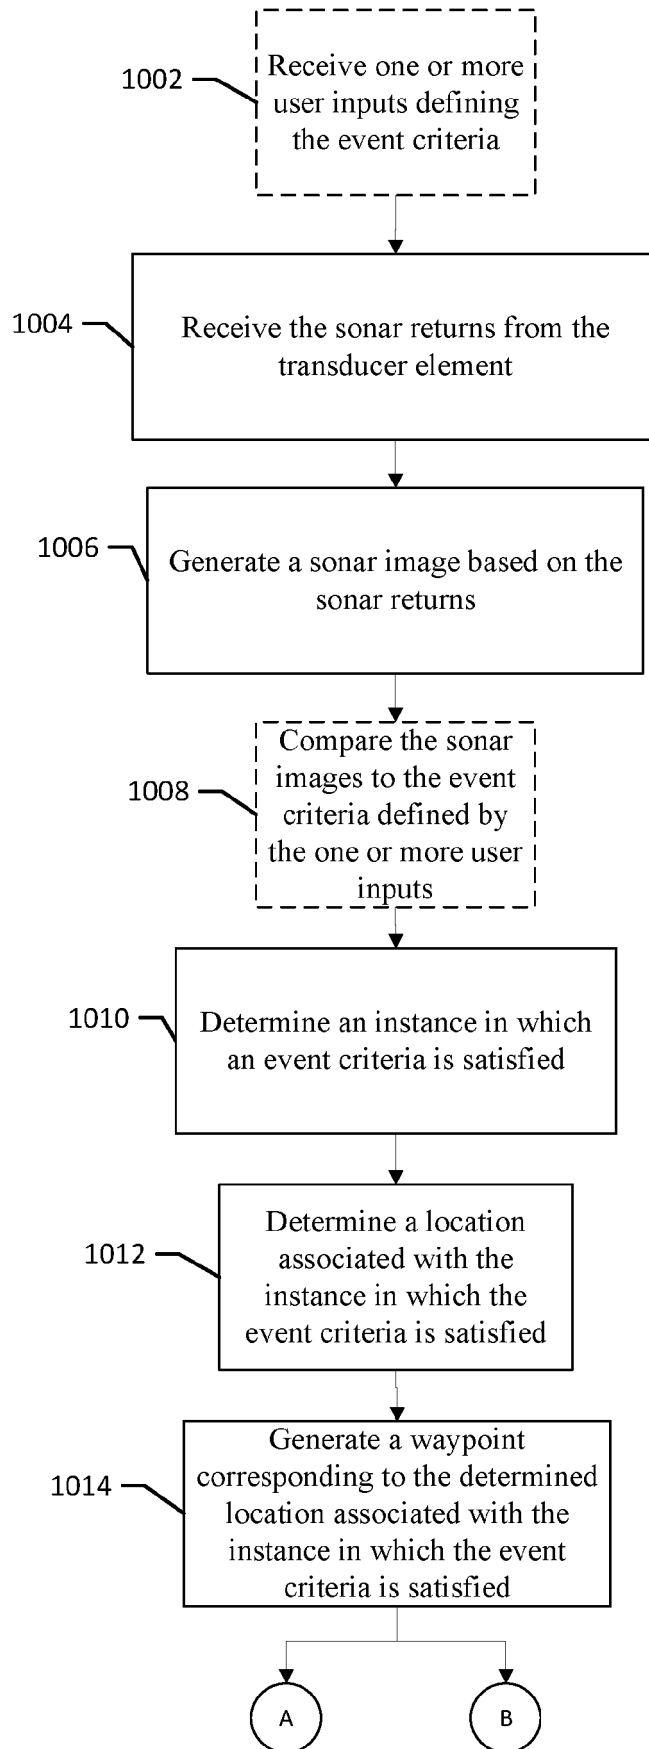 1002
Receive one or more
user inputs defining
the event criteria
1004
Receive the sonar returns from the
transducer element
1006
Generate a sonar image based on the
sonar returns
1008
Compare the sonar
images to the event
criteria defined by
the one or more user
inputs
1010
Determine an instance in which
an event criteria is satisfied
1012
Determine a location
associated with the
instance in which the
event criteria is satisfied
1014
Generate a waypoint
corresponding to the determined
location associated with the
instance in which the event
criteria is satisfied
A
B